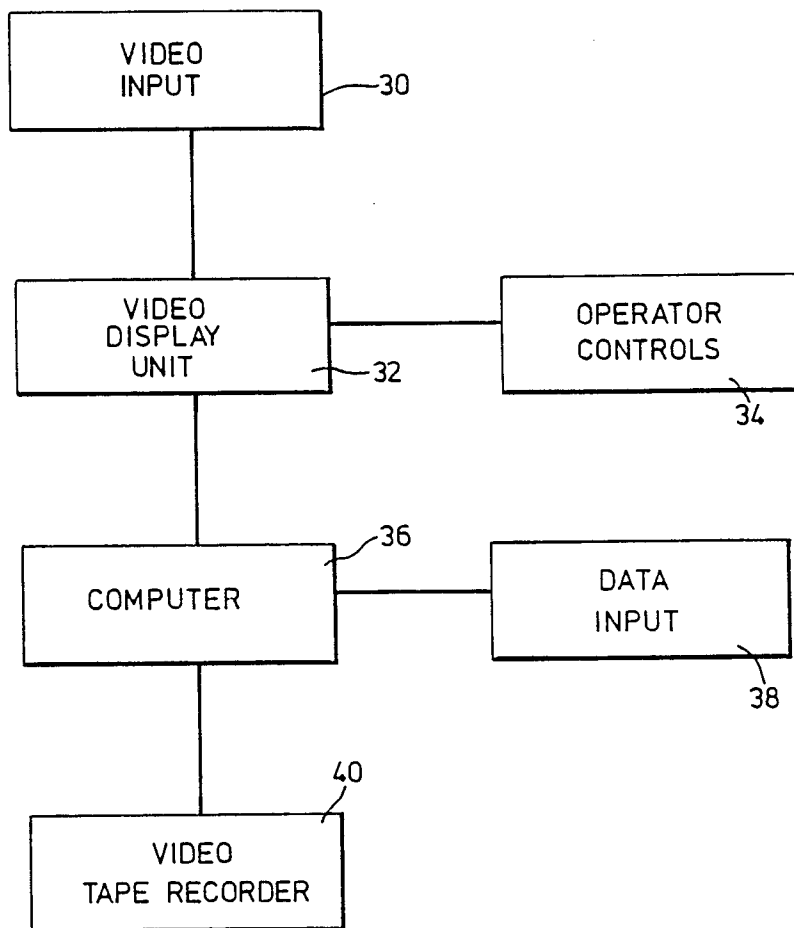 VIDEO
INPUT
30
VIDEO
DISPLAY
UNIT
32
OPERATOR
CONTROLS
34
36
COMPUTER
DATA
INPUT
38
40
VIDEO
TAPE RECORDER